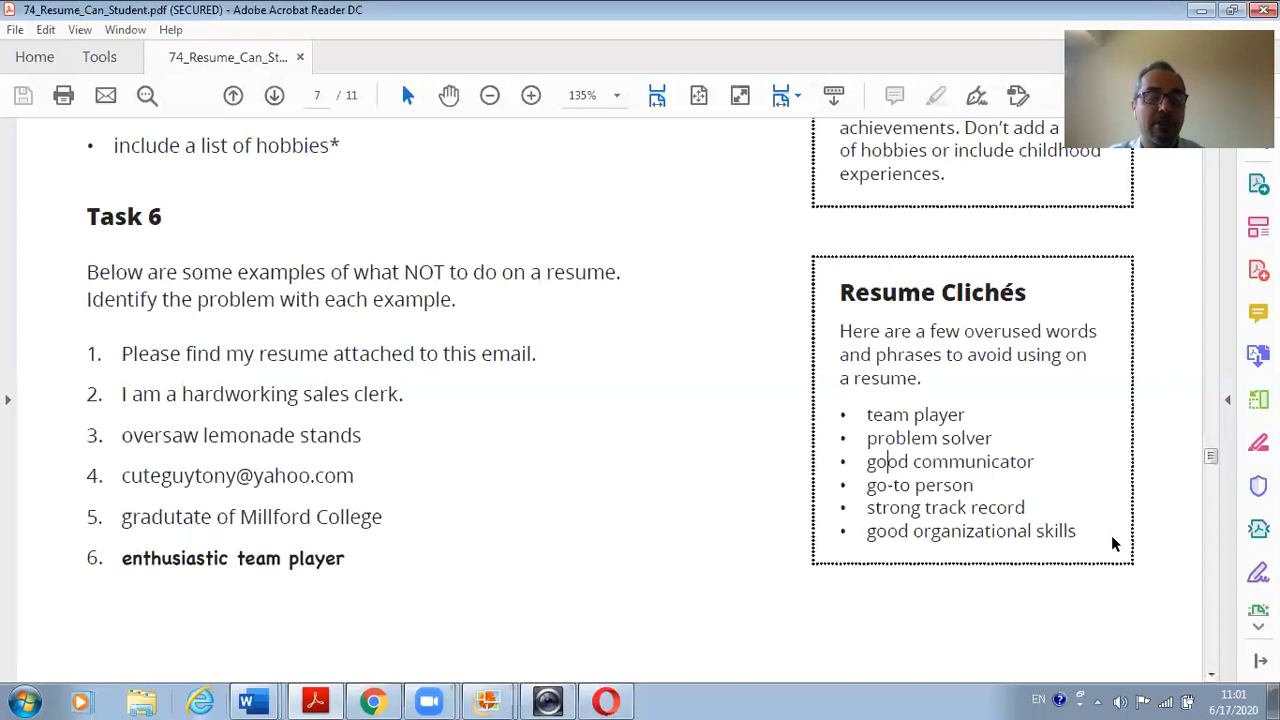 74_Resume_Can_Student.pdf (SECURED) - Adobe Acrobat Reader DC
File Edit View Window Help
Home Tools 74_Resume_Can_St... ×
7 / 11 135%
• include a list of hobbies*
achievements. Don't add a
of hobbies or include childhood
experiences.
Task 6
Below are some examples of what NOT to do on a resume.
Identify the problem with each example.
1. Please find my resume attached to this email.
2. I am a hardworking sales clerk.
3. oversaw lemonade stands
4. cuteguytony@yahoo.com
5. gradutate of Millford College
6. enthusiastic team player
Resume Clichés
Here are a few overused words
and phrases to avoid using on
a resume.
• team player
• problem solver
• good communicator
• go-to person
• strong track record
• good organizational skills
EN
11:01
6/17/2020